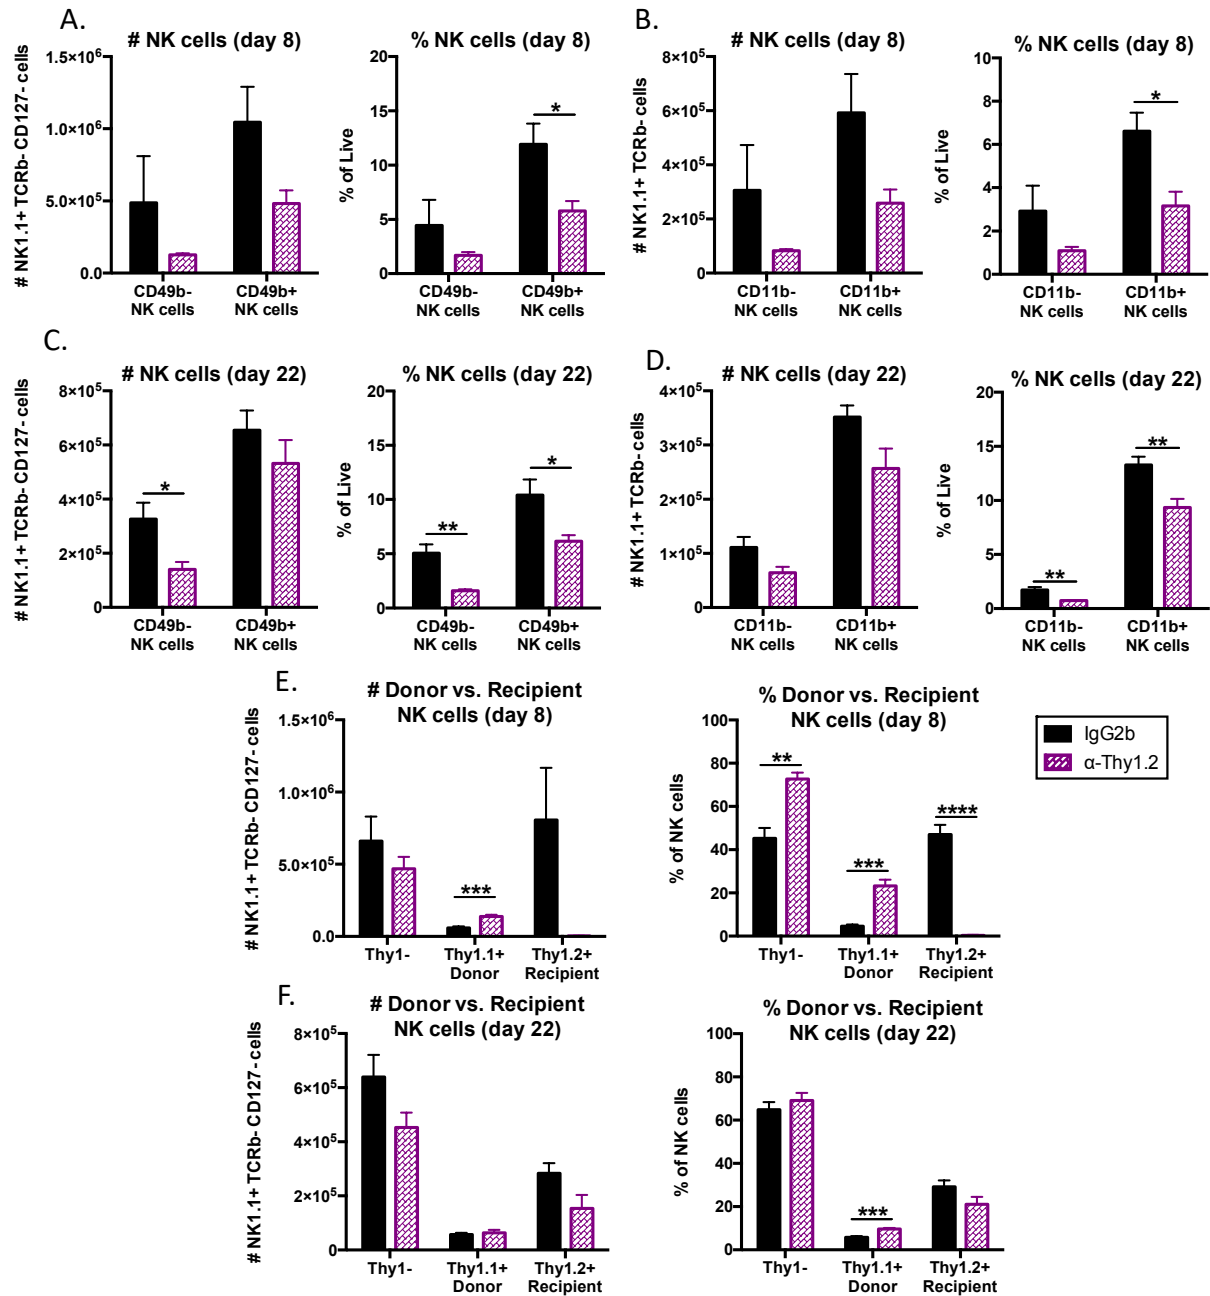 A.
# NK cells (day 8)
# NK1.1+ TCRb- CD127- cells
1.5×10⁶
1.0×10⁶
5.0×10⁵
0.0
CD49b-
NK cells
CD49b+
NK cells
% NK cells (day 8)
% of Live
20
15
10
5
0
*
CD49b-
NK cells
CD49b+
NK cells
B.
# NK cells (day 8)
# NK1.1+ TCRb- cells
8×10⁵
6×10⁵
4×10⁵
2×10⁵
0
CD11b-
NK cells
CD11b+
NK cells
% NK cells (day 8)
% of Live
10
8
6
4
2
0
*
CD11b-
NK cells
CD11b+
NK cells
C.
# NK cells (day 22)
# NK1.1+ TCRb- CD127- cells
8×10⁵
6×10⁵
4×10⁵
2×10⁵
0
*
CD49b-
NK cells
CD49b+
NK cells
% NK cells (day 22)
% of Live
20
15
10
5
0
**
*
CD49b-
NK cells
CD49b+
NK cells
D.
# NK cells (day 22)
# NK1.1+ TCRb- cells
4×10⁵
3×10⁵
2×10⁵
1×10⁵
0
CD11b-
NK cells
CD11b+
NK cells
% NK cells (day 22)
% of Live
20
15
10
5
0
**
**
CD11b-
NK cells
CD11b+
NK cells
E.
# Donor vs. Recipient
NK cells (day 8)
# NK1.1+ TCRb- CD127- cells
1.5×10⁶
1.0×10⁶
5.0×10⁵
0.0
***
Thy1-
Thy1.1+
Donor
Thy1.2+
Recipient
% Donor vs. Recipient
NK cells (day 8)
% of NK cells
100
80
60
40
20
0
**
***
****
Thy1-
Thy1.1+
Donor
Thy1.2+
Recipient
IgG2b
α-Thy1.2
F.
# Donor vs. Recipient
NK cells (day 22)
# NK1.1+ TCRb- CD127- cells
8×10⁵
6×10⁵
4×10⁵
2×10⁵
0
Thy1-
Thy1.1+
Donor
Thy1.2+
Recipient
% Donor vs. Recipient
NK cells (day 22)
% of NK cells
100
80
60
40
20
0
***
Thy1-
Thy1.1+
Donor
Thy1.2+
Recipient